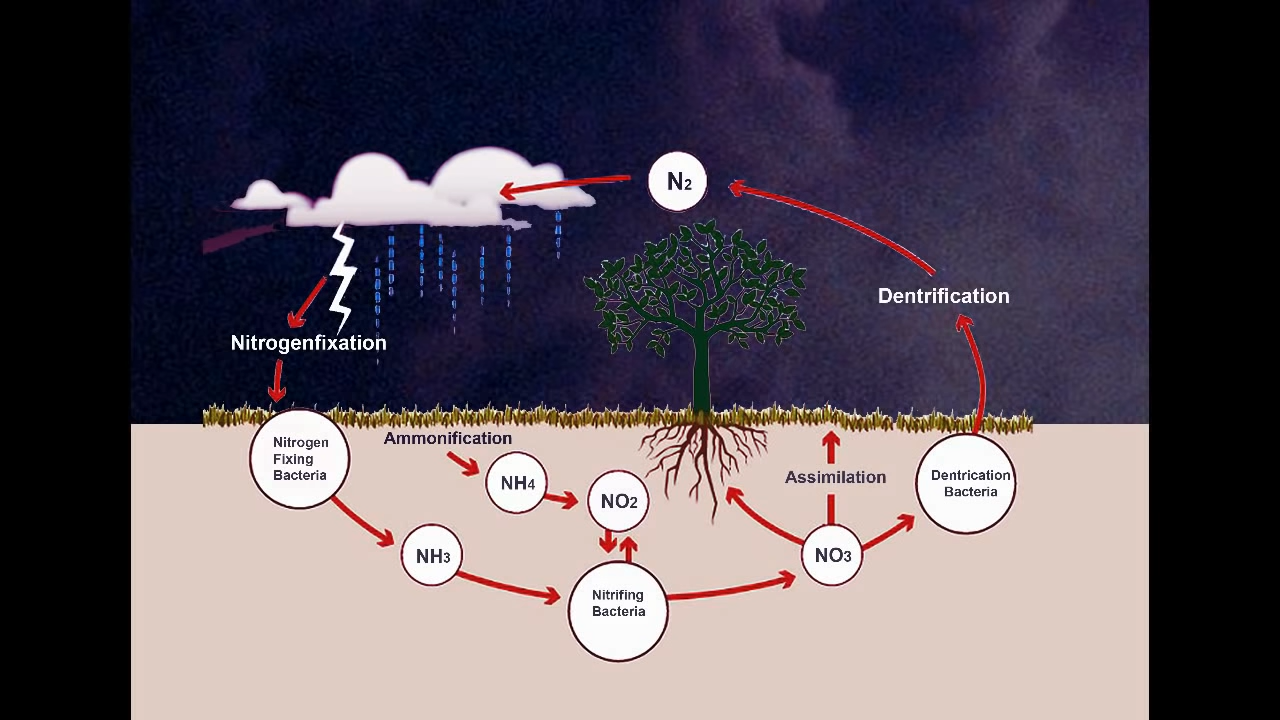 N2
Dentrification
Nitrogenfixation
Ammonification
Nitrogen
Fixing
Bacteria
NH4
NO2
Assimilation
Dentrication
Bacteria
NH3
NO3
Nitrifing
Bacteria